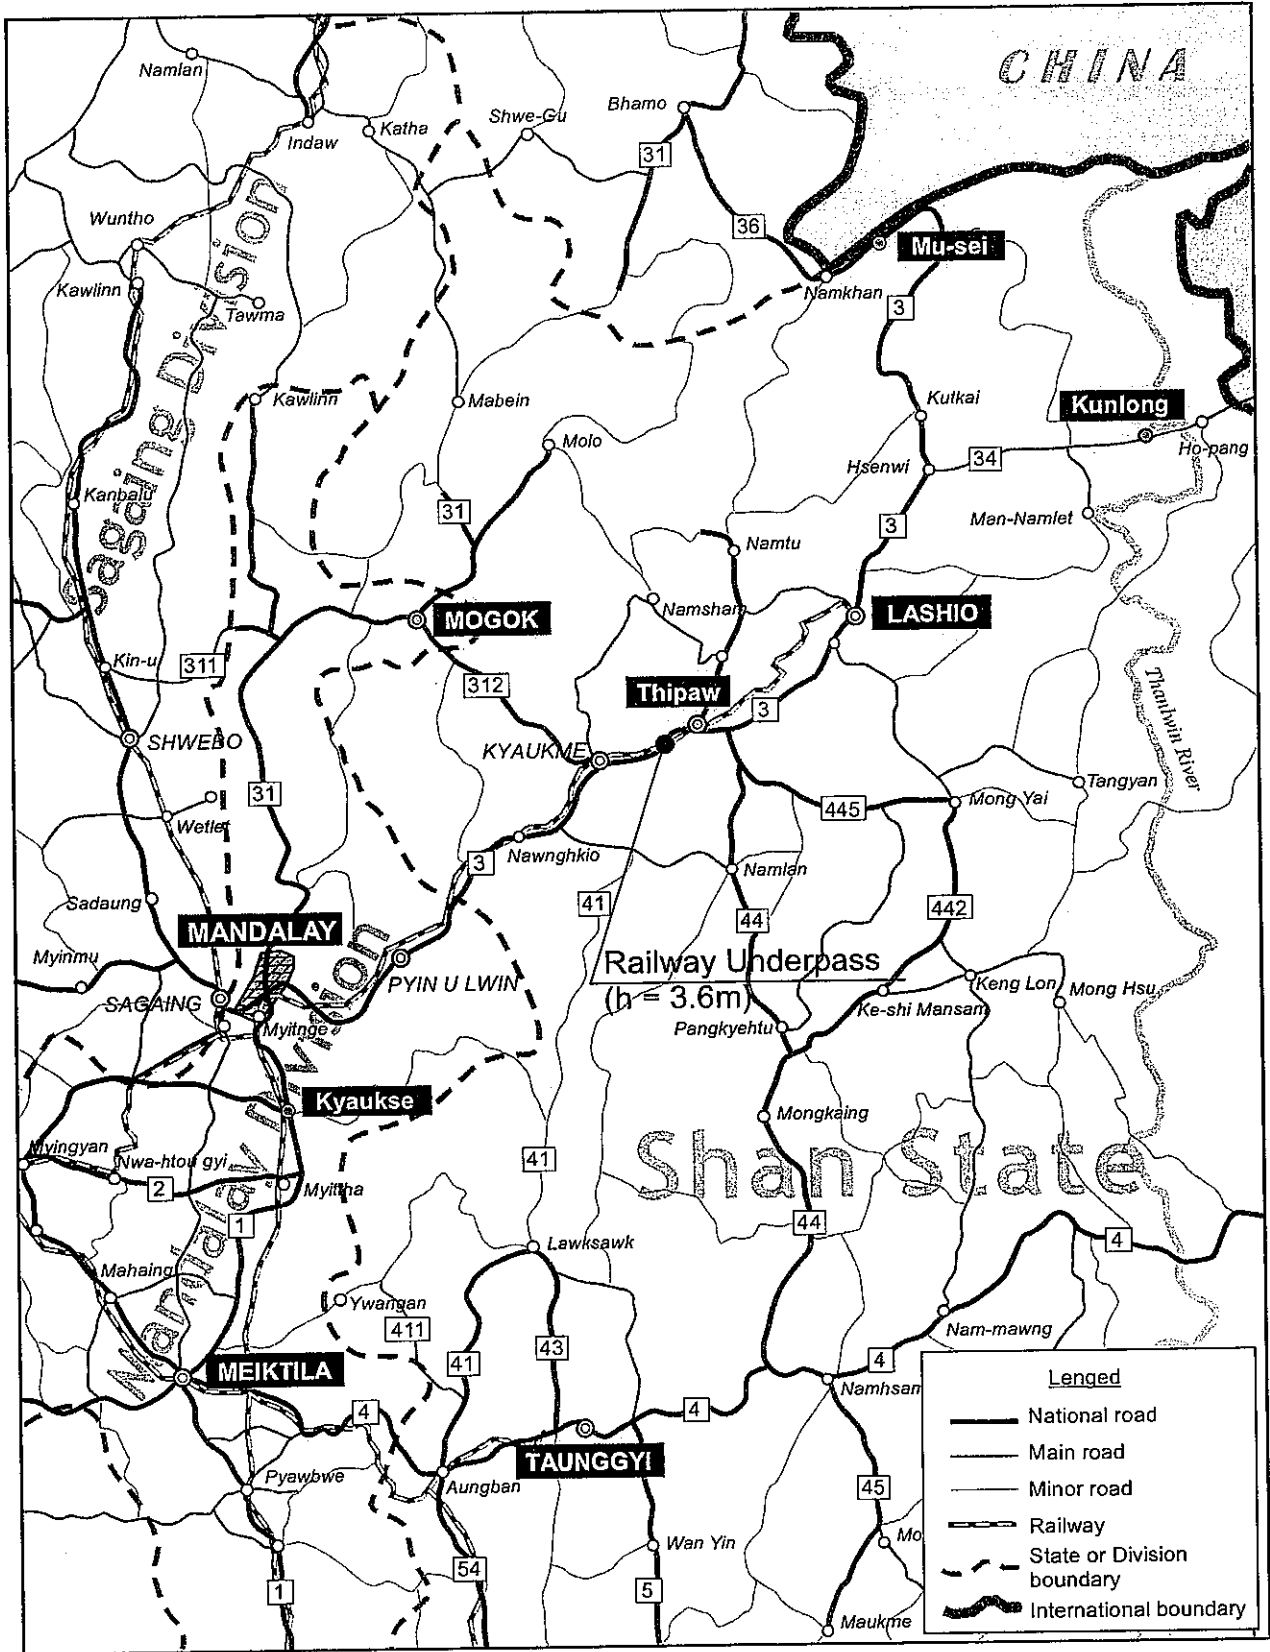 CHINA
Namlan
Indaw
Katha
Shwe-Gu
Bhamo
31
36
Wuntho
Kawlinn
Tawma
Mu-sei
Namkhan
3
Sagaing Division
Kawlinn
Mabein
Molo
Kutkai
Kunlong
Ho-pang
Hsenwi
34
Kanbalu
31
3
Man-Namlet
Namtu
Namsham
MOGOK
LASHIO
Kin-u
311
312
Thipaw
3
Thanlwin River
SHWEBO
KYAUKME
31
Wetlet
Nawnghkio
3
445
Mong Yai
Tangyan
Namlan
Sadaung
41
44
442
MANDALAY
Myinmu
SAGAING
PYIN U LWIN
Railway Underpass
(h = 3.6m)
Keng Lon
Mong Hsu
Ke-shi Mansam
Pangkyehtu
Myitnge
Kyaukse
Mongkaing
Shan State
Myingyan
Nwa-htou gyi
2
Myittha
41
1
44
4
Mandalay Division
Lawksawk
Mahaing
Ywangan
411
41
43
Nam-mawng
4
MEIKTILA
Namhsan
4
4
TAUNGGYI
Pyawbwe
Aungban
45
Wan Yin
Mo
54
1
5
Maukme
Lenged
National road
Main road
Minor road
Railway
State or Division
boundary
International boundary